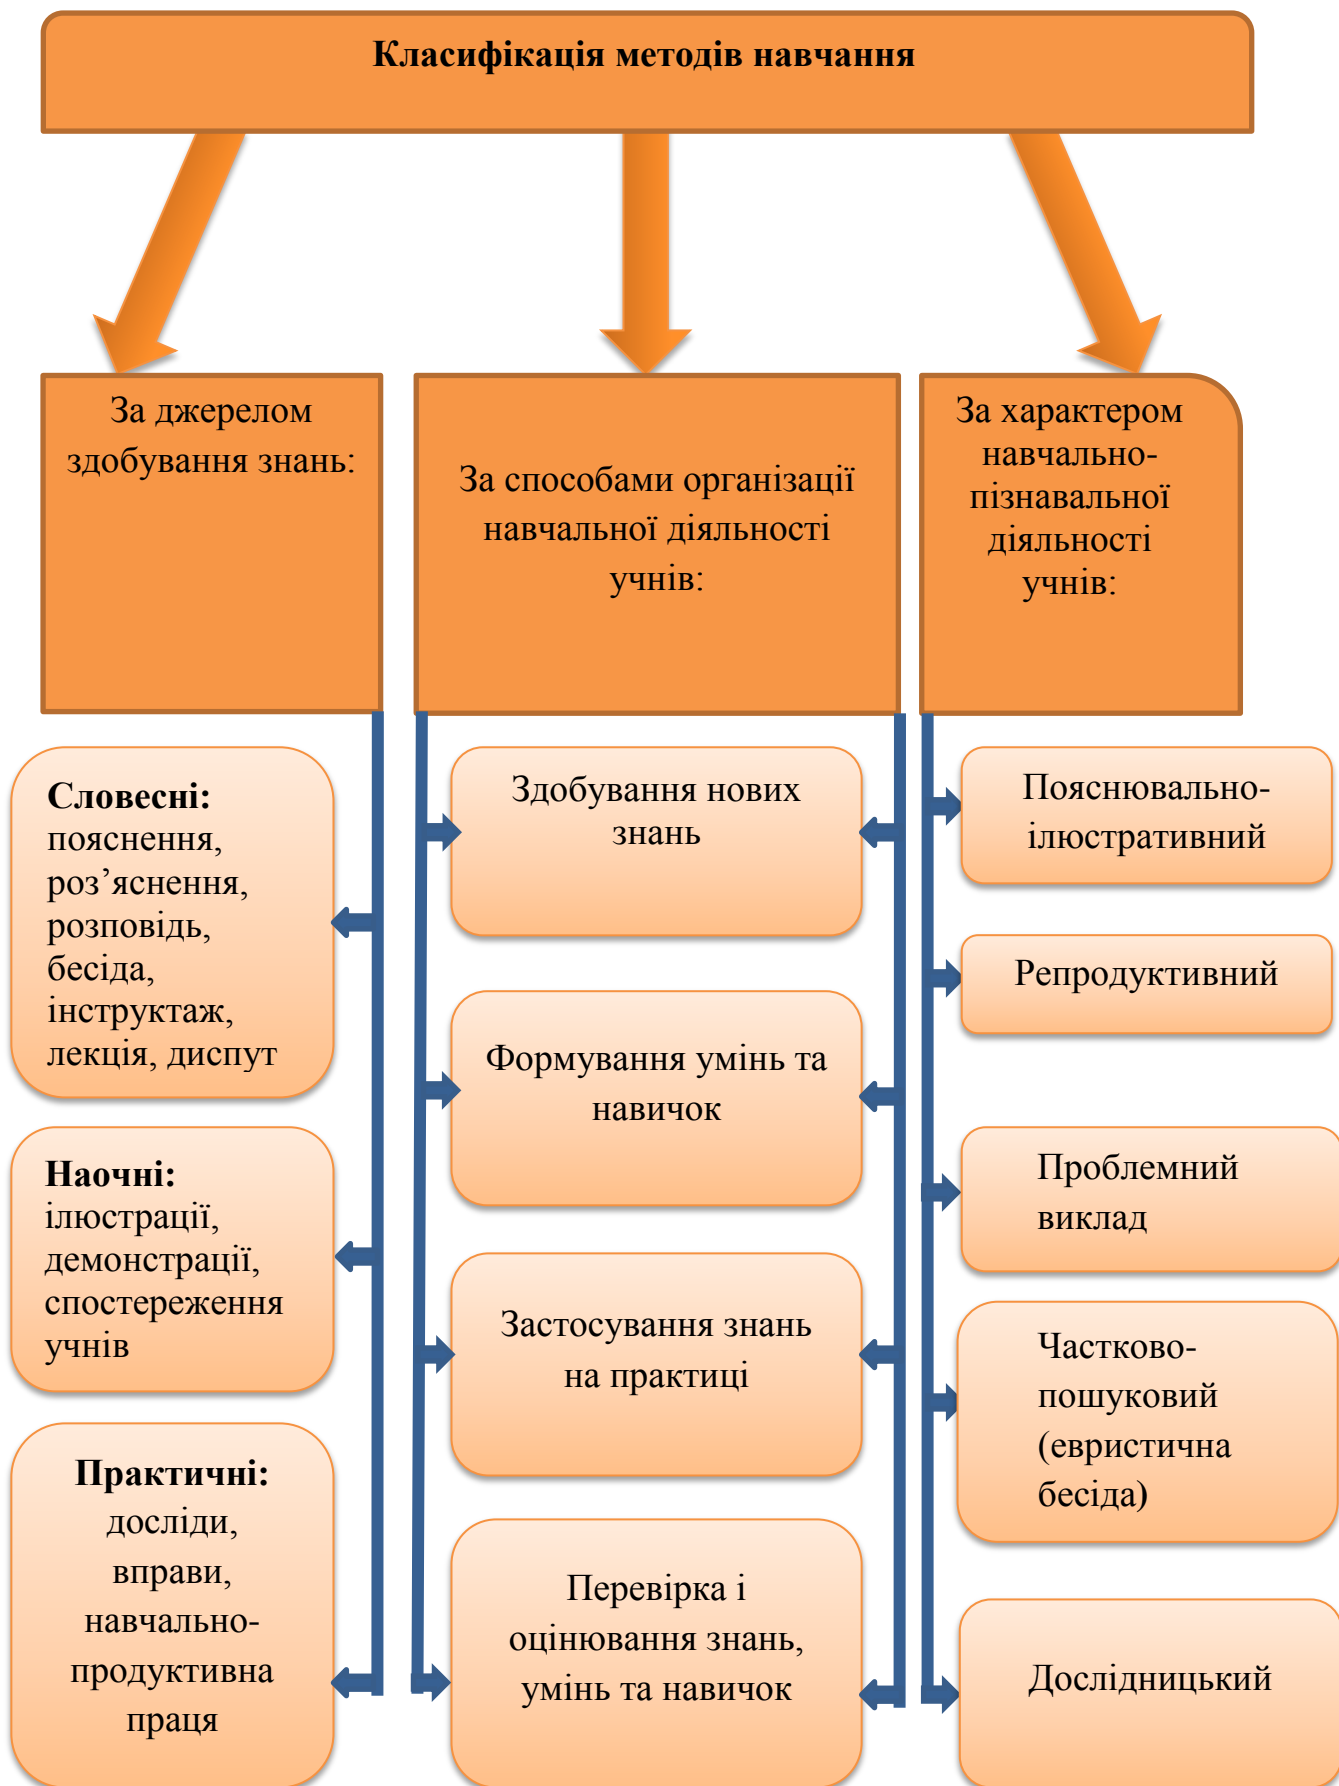 Класифікація методів навчання
За джерелом
здобування знань:
За способами організації
навчальної діяльності
учнів:
За характером
навчально-
пізнавальної
діяльності
учнів:
Словесні:
пояснення,
роз’яснення,
розповідь,
бесіда,
інструктаж,
лекція, диспут
Наочні:
ілюстрації,
демонстрації,
спостереження
учнів
Практичні:
досліди,
вправи,
навчально-
продуктивна
праця
Здобування нових
знань
Формування умінь та
навичок
Застосування знань
на практиці
Перевірка і
оцінювання знань,
умінь та навичок
Пояснювально-
ілюстративний
Репродуктивний
Проблемний
виклад
Частково-
пошуковий
(евристична
бесіда)
Дослідницький